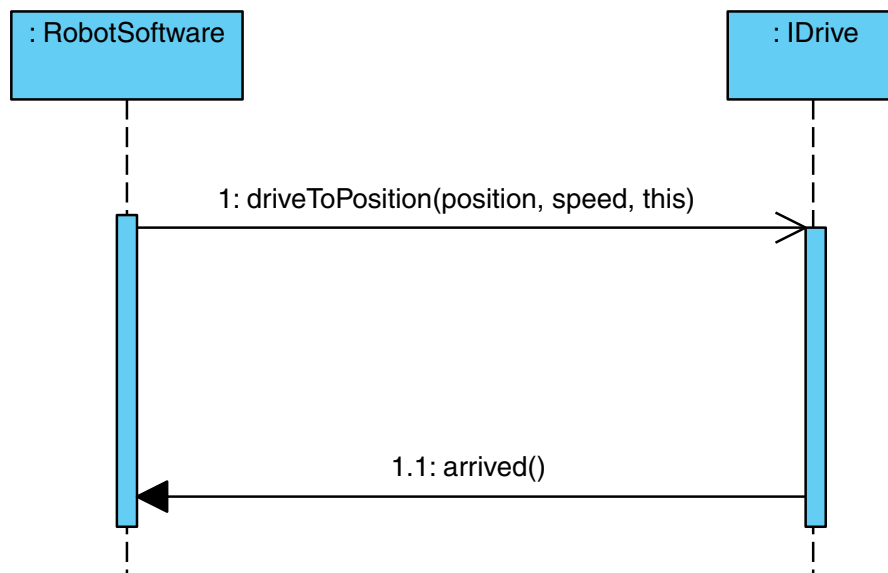 : RobotSoftware
: IDrive
1: driveToPosition(position, speed, this)
1.1: arrived()